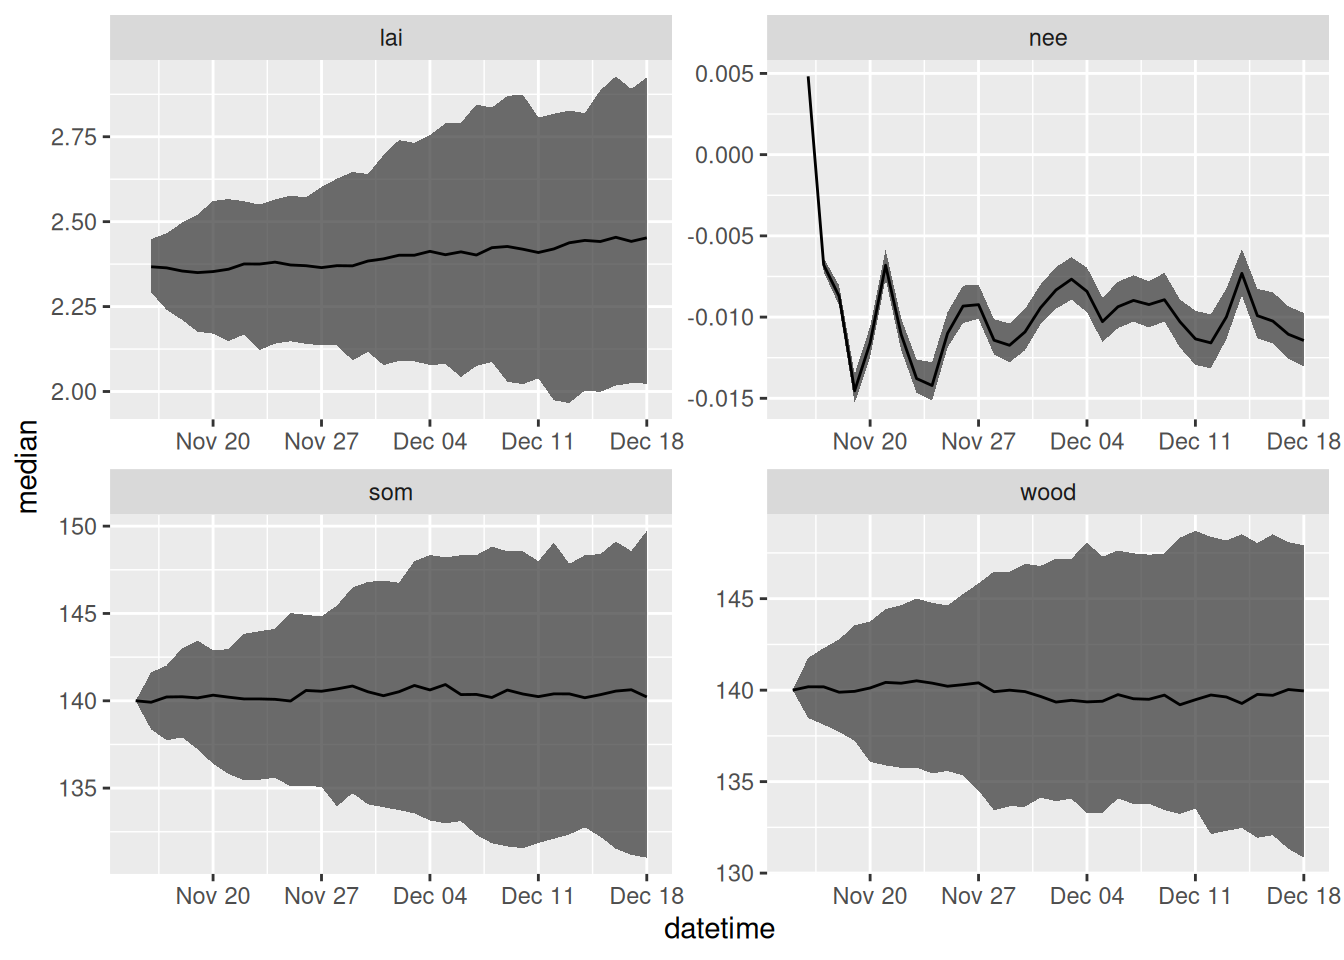 lai
2.75
2.50
2.25
2.00
Nov 20 Nov 27 Dec 04 Dec 11 Dec 18
nee
0.005
0.000
-0.005
-0.010
-0.015
Nov 20 Nov 27 Dec 04 Dec 11 Dec 18
median
som
150
145
140
135
Nov 20 Nov 27 Dec 04 Dec 11 Dec 18
wood
145
140
135
130
Nov 20 Nov 27 Dec 04 Dec 11 Dec 18
datetime